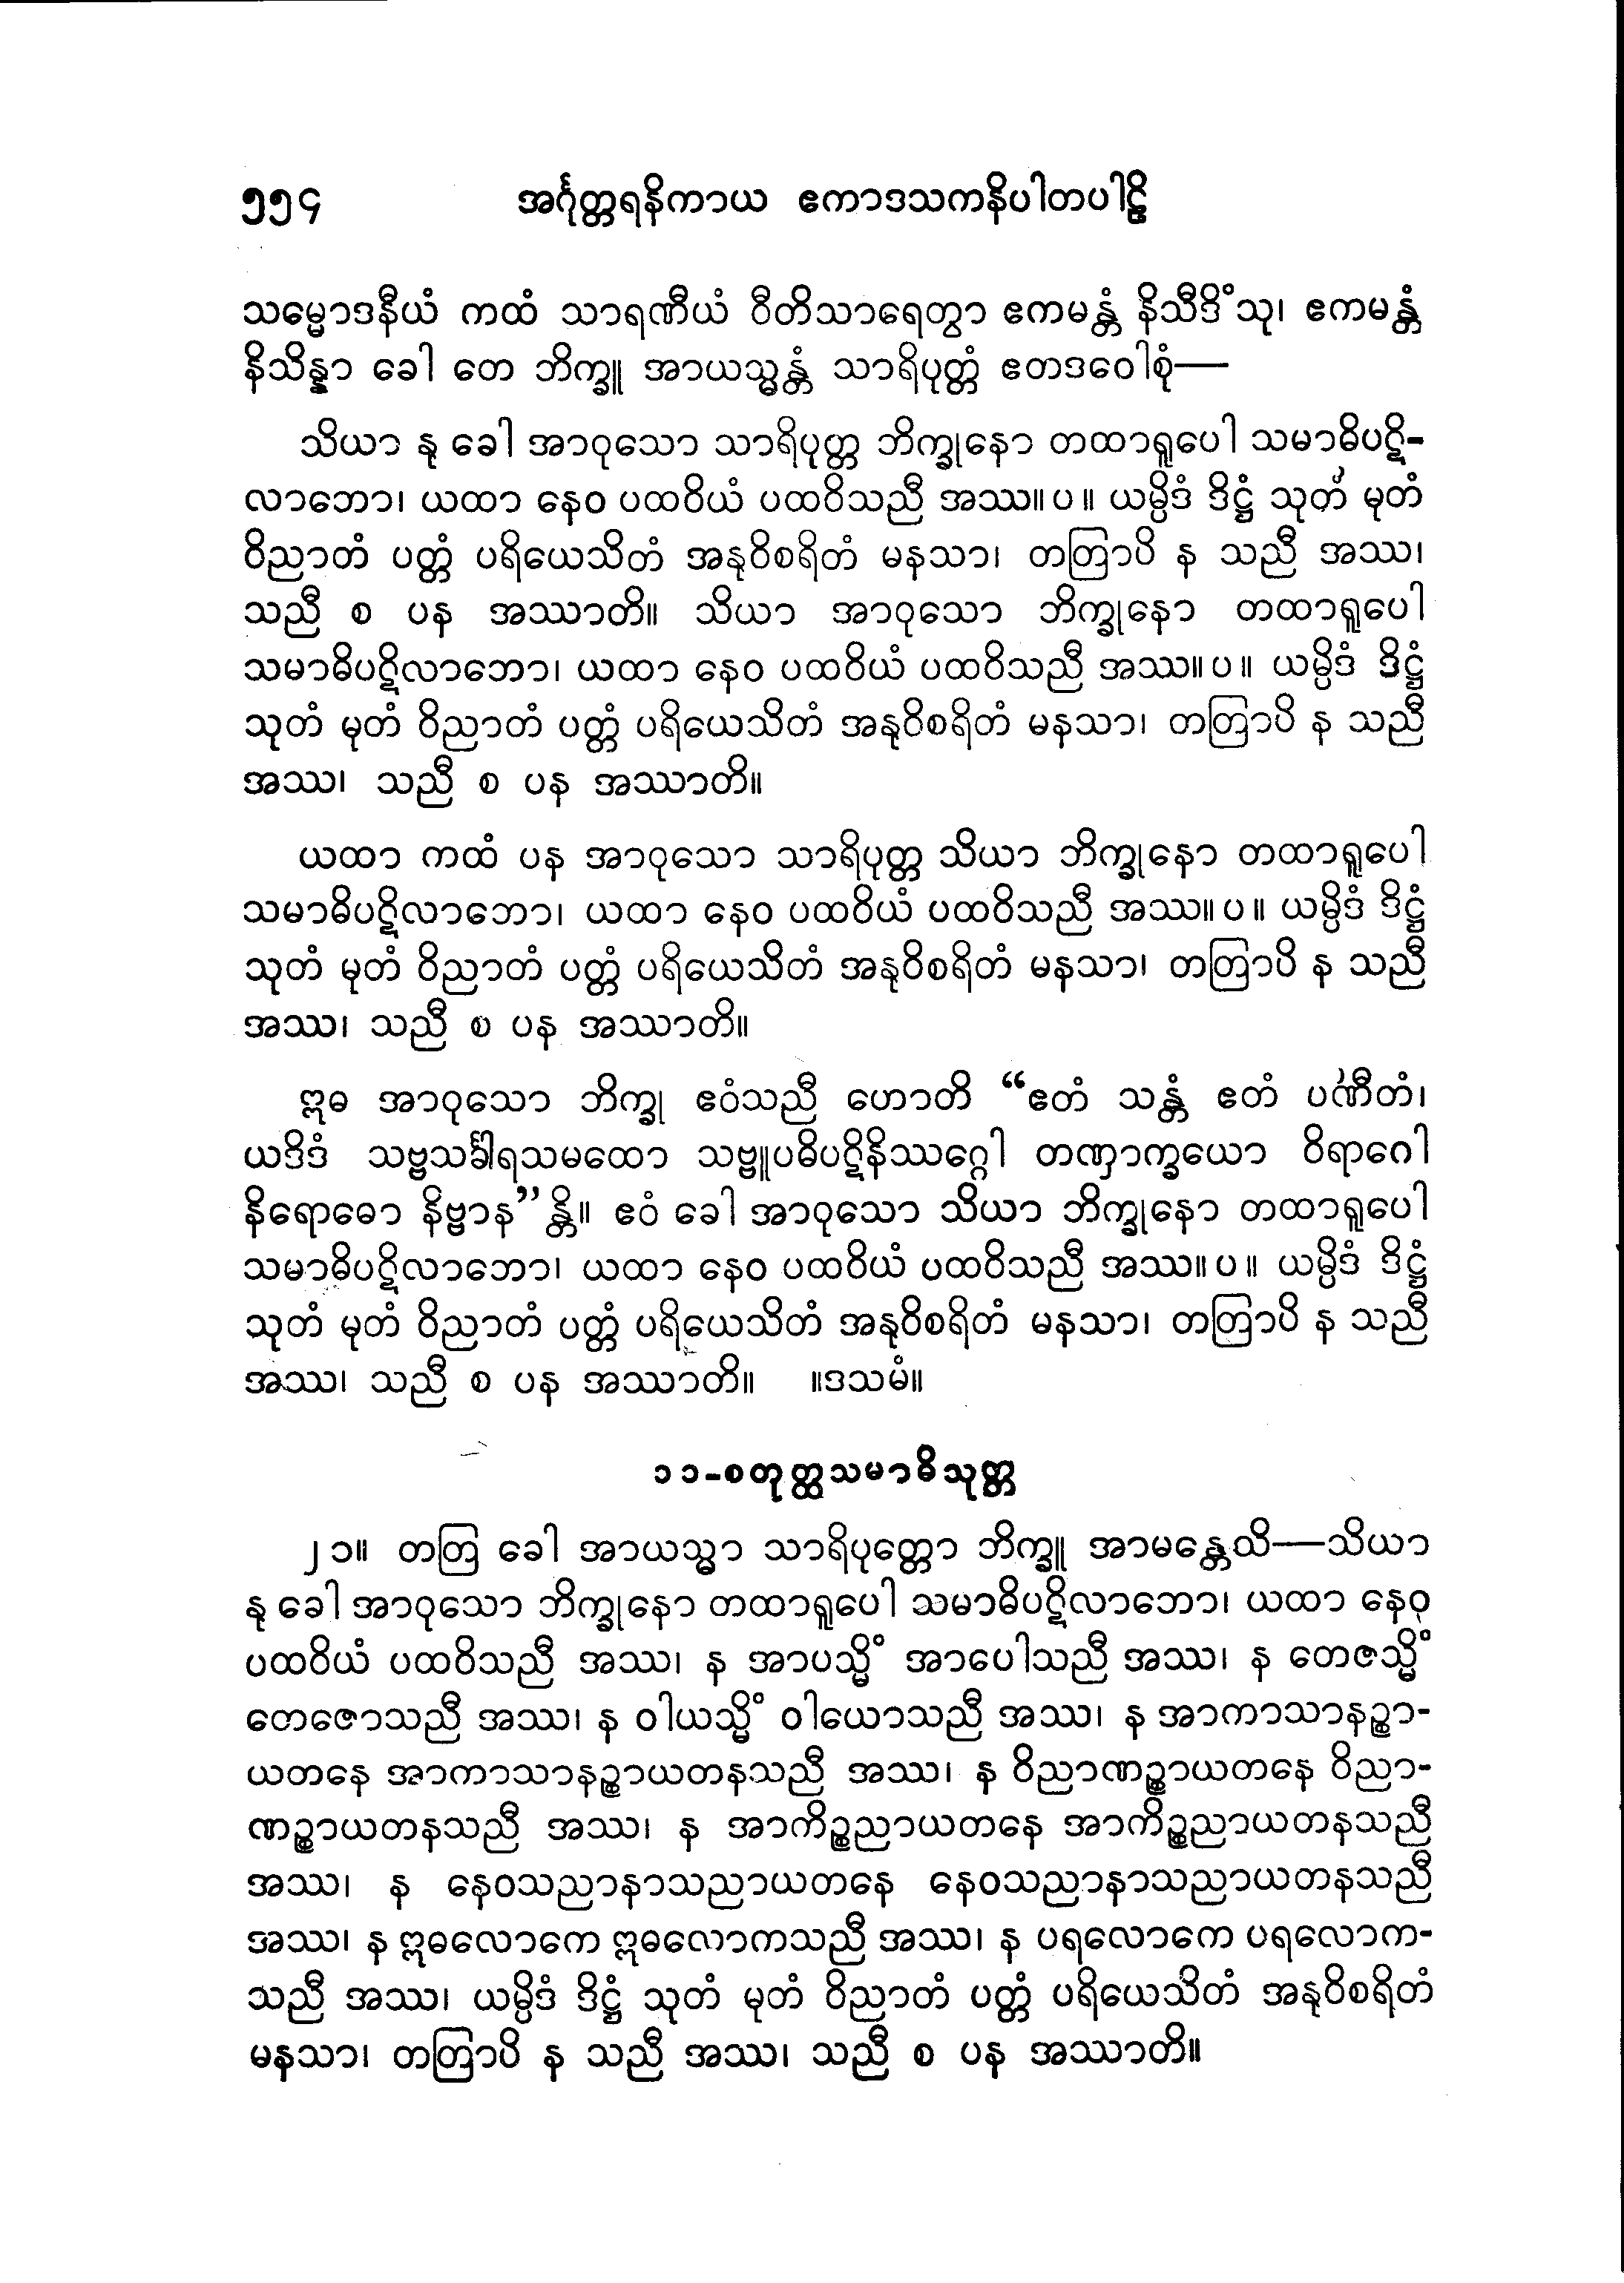 ၅၅၄ အင်္ဂုတ္တရနိကာယ ဧကာဒသကနိပါတပါဠိ
သမ္မောဒနီယံ ကထံ သာရဏီယံ ဝီတိသာရေတွာ ဧကမန္တံ နိသီဒိံသု၊ ဧကမန္တံ
နိသိန္နာ ခေါ တေ ဘိက္ခူ အာယသ္မန္တံ သာရိပုတ္တံ ဧတဒဝေါစုံ—
သိယာ နု ခေါ အာဝုသော သာရိပုတ္တ ဘိက္ခုနော တထာရူပေါ သမာဓိပဋိ-
လာဘော၊ ယထာ နေဝ ပထဝိယံ ပထဝိသညီ အဿ။ပ။ ယမ္ပိဒံ ဒိဋ္ဌံ သုတံ မုတံ
ဝိညာတံ ပတ္တံ ပရိယေသိတံ အနုဝိစရိတံ မနသာ၊ တတြာပိ န သညီ အဿ၊
သညီ စ ပန အဿာတိ။ သိယာ အာဝုသော ဘိက္ခုနော တထာရူပေါ
သမာဓိပဋိလာဘော၊ ယထာ နေဝ ပထဝိယံ ပထဝိသညီ အဿ။ပ။ ယမ္ပိဒံ ဒိဋ္ဌံ
သုတံ မုတံ ဝိညာတံ ပတ္တံ ပရိယေသိတံ အနုဝိစရိတံ မနသာ၊ တတြာပိ န သညီ
အဿ၊ သညီ စ ပန အဿာတိ။
ယထာ ကထံ ပန အာဝုသော သာရိပုတ္တ သိယာ ဘိက္ခုနော တထာရူပေါ
သမာဓိပဋိလာဘော၊ ယထာ နေဝ ပထဝိယံ ပထဝိသညီ အဿ။ပ။ ယမ္ပိဒံ ဒိဋ္ဌံ
သုတံ မုတံ ဝိညာတံ ပတ္တံ ပရိယေသိတံ အနုဝိစရိတံ မနသာ၊ တတြာပိ န သညီ
အဿ၊ သညီ စ ပန အဿာတိ။
ဣဓ အာဝုသော ဘိက္ခု ဧဝံသညီ ဟောတိ “ဧတံ သန္တံ ဧတံ ပဏီတံ၊
ယဒိဒံ သဗ္ဗသင်္ခါရသမထော သဗ္ဗူပဓိပဋိနိဿဂ္ဂေါ တဏှာက္ခယော ဝိရာဂေါ
နိရောဓော နိဗ္ဗာန”န္တိ။ ဧဝံ ခေါ အာဝုသော သိယာ ဘိက္ခုနော တထာရူပေါ
သမာဓိပဋိလာဘော၊ ယထာ နေဝ ပထဝိယံ ပထဝိသညီ အဿ။ပ။ ယမ္ပိဒံ ဒိဋ္ဌံ
သုတံ မုတံ ဝိညာတံ ပတ္တံ ပရိယေသိတံ အနုဝိစရိတံ မနသာ၊ တတြာပိ န သညီ
အဿ၊ သညီ စ ပန အဿာတိ။ ။ဒသမံ။
၁၁-စတုတ္ထသမာဓိသုတ္တ
၂၁။ တတြ ခေါ အာယသ္မာ သာရိပုတ္တော ဘိက္ခူ အာမန္တေသိ—သိယာ
နု ခေါ အာဝုသော ဘိက္ခုနော တထာရူပေါ သမာဓိပဋိလာဘော၊ ယထာ နေဝ
ပထဝိယံ ပထဝိသညီ အဿ၊ န အာပသ္မိံ အာပေါသညီ အဿ၊ န တေဇသ္မိံ
တေဇောသညီ အဿ၊ န ဝါယသ္မိံ ဝါယောသညီ အဿ၊ န အာကာသာနဉ္စာ-
ယတနေ အာကာသာနဉ္စာယတနသညီ အဿ၊ န ဝိညာဏဉ္စာယတနေ ဝိညာ-
ဏဉ္စာယတနသညီ အဿ၊ န အာကိဉ္စညာယတနေ အာကိဉ္စညာယတနသညီ
အဿ၊ န နေဝသညာနာသညာယတနေ နေဝသညာနာသညာယတနသညီ
အဿ၊ န ဣဓလောကေ ဣဓလောကသညီ အဿ၊ န ပရလောကေ ပရလောက-
သညီ အဿ၊ ယမ္ပိဒံ ဒိဋ္ဌံ သုတံ မုတံ ဝိညာတံ ပတ္တံ ပရိယေသိတံ အနုဝိစရိတံ
မနသာ၊ တတြာပိ န သညီ အဿ၊ သညီ စ ပန အဿာတိ။